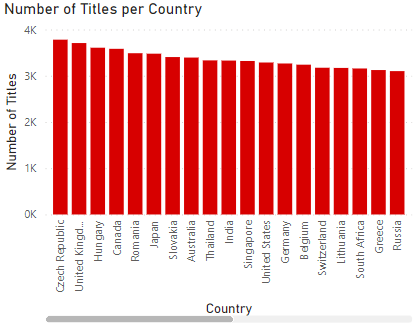 Number of Titles per Country
Number of Titles
4K
3K
2K
1K
0K
Czech Republic
United Kingd...
Hungary
Canada
Romania
Japan
Slovakia
Australia
Thailand
India
Singapore
United States
Germany
Belgium
Switzerland
Lithuania
South Africa
Greece
Russia
Country